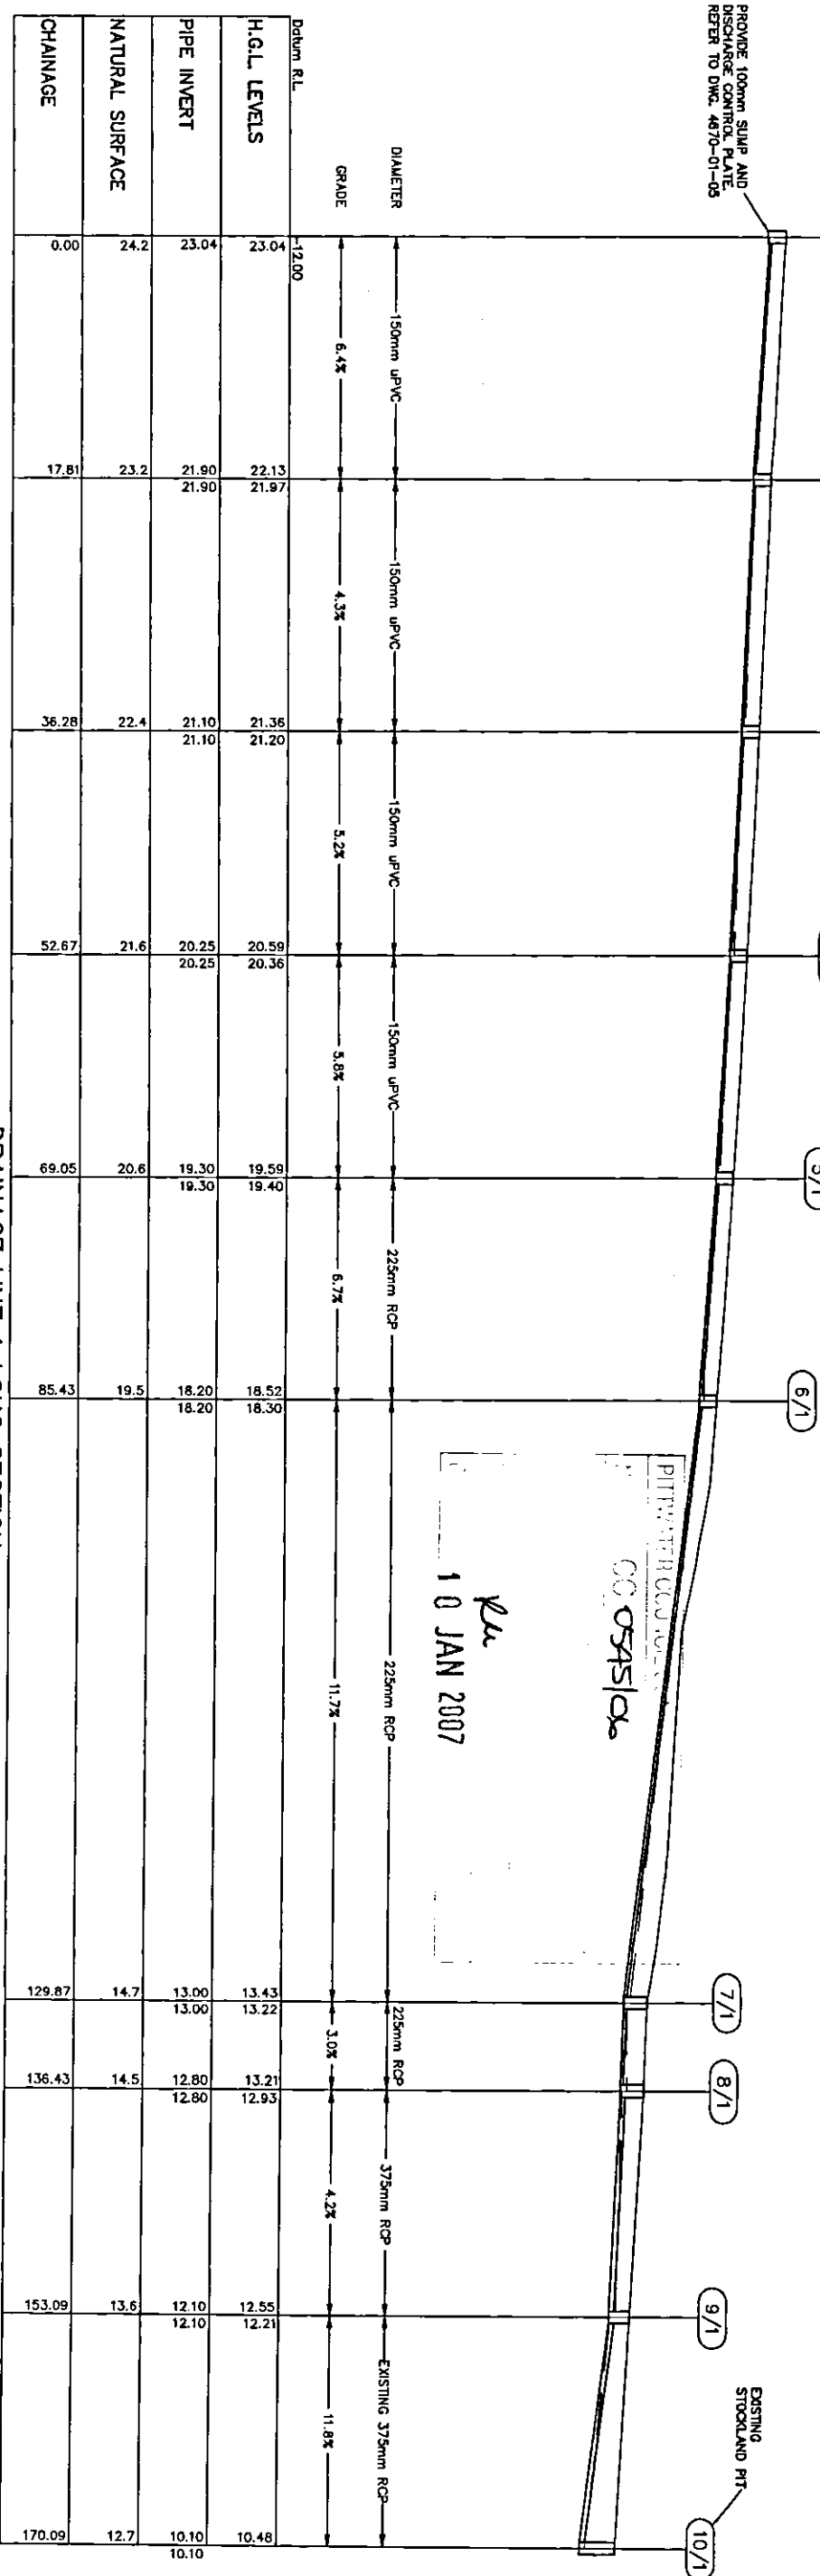 PROVIDE 100mm SUMP AND
DISCHARGE CONTROL PLATE.
REFER TO DWG. 4670-01-05
5/1
6/1
7/1
8/1
9/1
10/1
EXISTING
STOCKLAND PIT
CC 0545/06
10 JAN 2007
DIAMETER 150mm uPVC 150mm uPVC 150mm uPVC 150mm uPVC 225mm RCP 225mm RCP 225mm RCP 375mm RCP EXISTING 375mm RCP
GRADE 6.4% 4.3% 5.2% 5.8% 6.7% 11.7% 3.0% 4.2% 11.8%
Datum R.L. -12.00
H.G.L. LEVELS 23.04 22.13 21.97 21.36 21.20 20.59 20.36 19.59 19.40 18.52 18.30 13.43 13.22 13.21 12.93 12.55 12.21 10.48
PIPE INVERT 23.04 21.90 21.90 21.10 21.10 20.25 20.25 19.30 19.30 18.20 18.20 13.00 13.00 12.80 12.80 12.10 12.10 10.10 10.10
NATURAL SURFACE 24.2 23.2 22.4 21.6 20.6 19.5 14.7 14.5 13.6 12.7
CHAINAGE 0.00 17.81 36.28 52.67 69.05 85.43 129.87 136.43 153.09 170.09